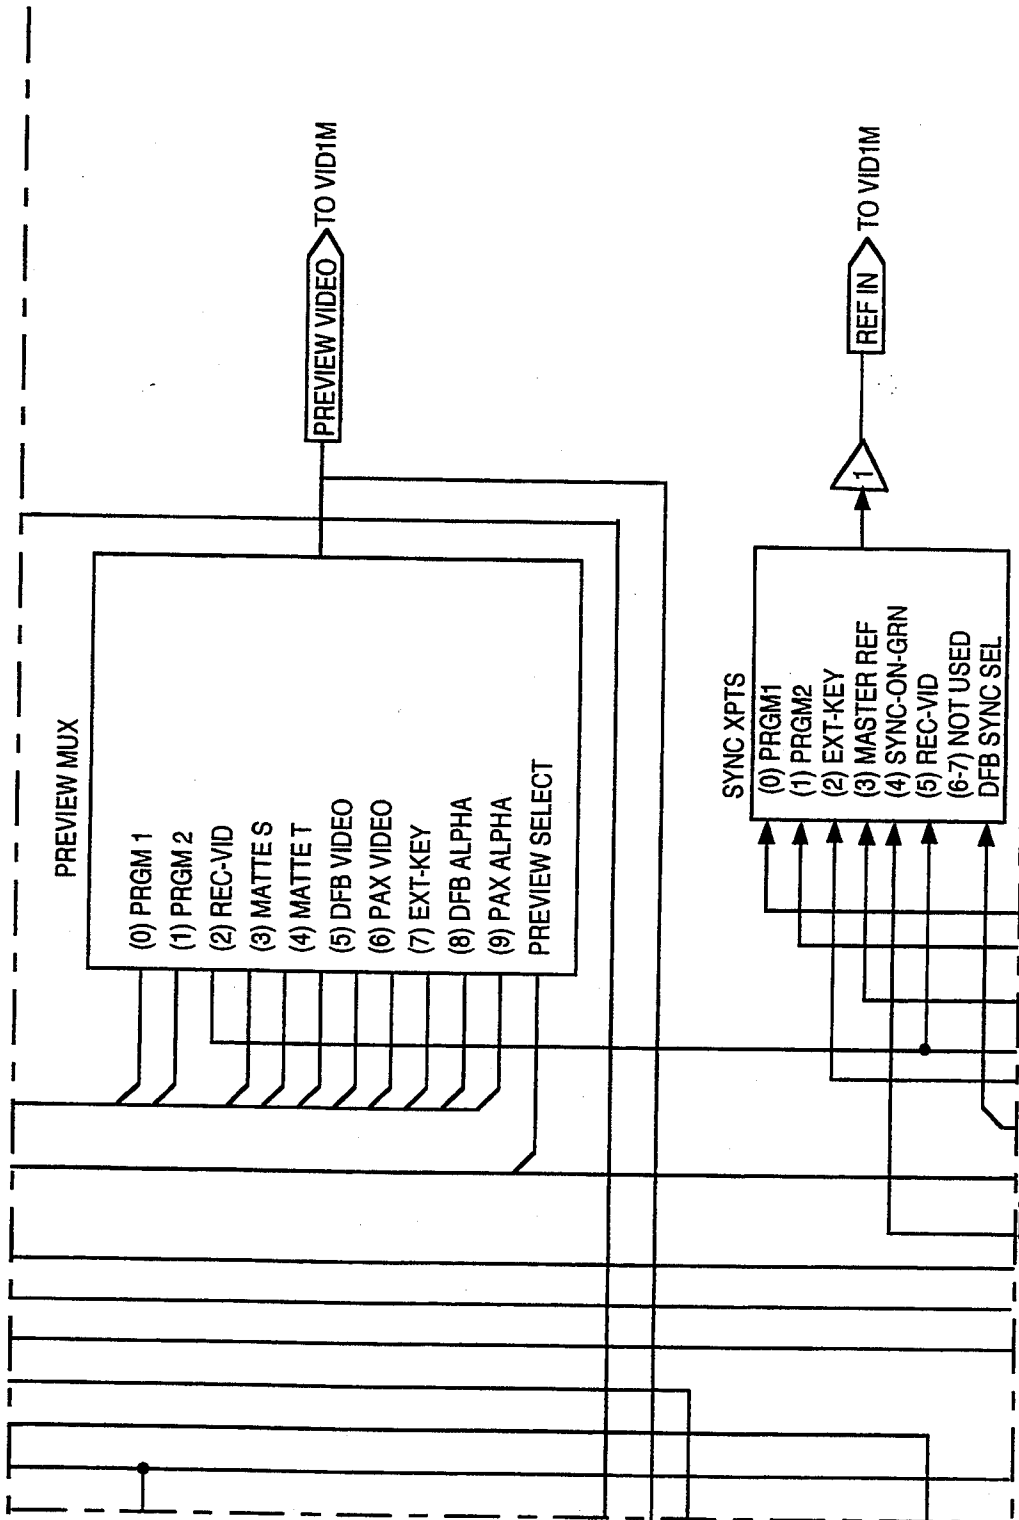 PREVIEW MUX
(0) PRGM 1
(1) PRGM 2
(2) REC-VID
(3) MATTE S
(4) MATTE T
(5) DFB VIDEO
(6) PAX VIDEO
(7) EXT-KEY
(8) DFB ALPHA
(9) PAX ALPHA
PREVIEW SELECT
PREVIEW VIDEO
TO VID1M
SYNC XPTS
(0) PRGM1
(1) PRGM2
(2) EXT-KEY
(3) MASTER REF
(4) SYNC-ON-GRN
(5) REC-VID
(6-7) NOT USED
DFB SYNC SEL
1
REF IN
TO VID1M